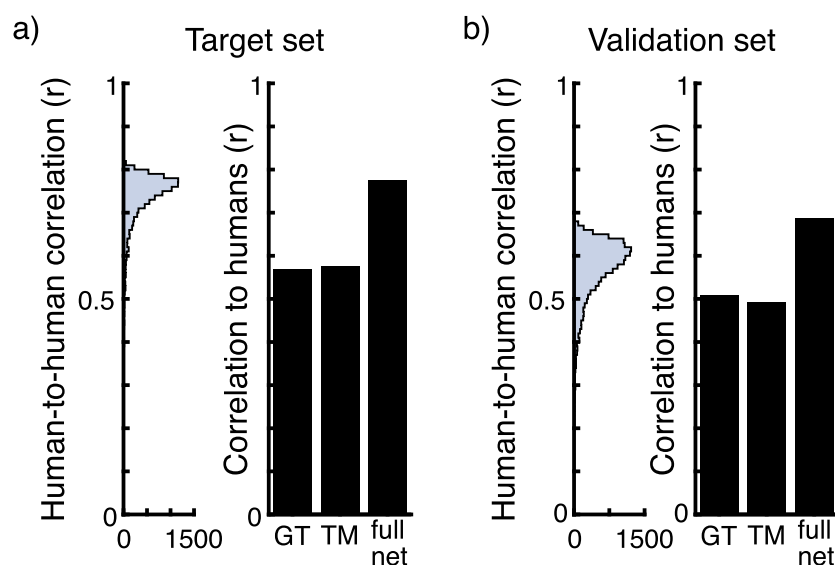 a)
Target set
Human-to-human correlation (r)
1
0.5
0
0 1500
Correlation to humans (r)
1
0
GT TM full net
b)
Validation set
Human-to-human correlation (r)
1
0.5
0
0 1500
Correlation to humans (r)
1
0
GT TM full net